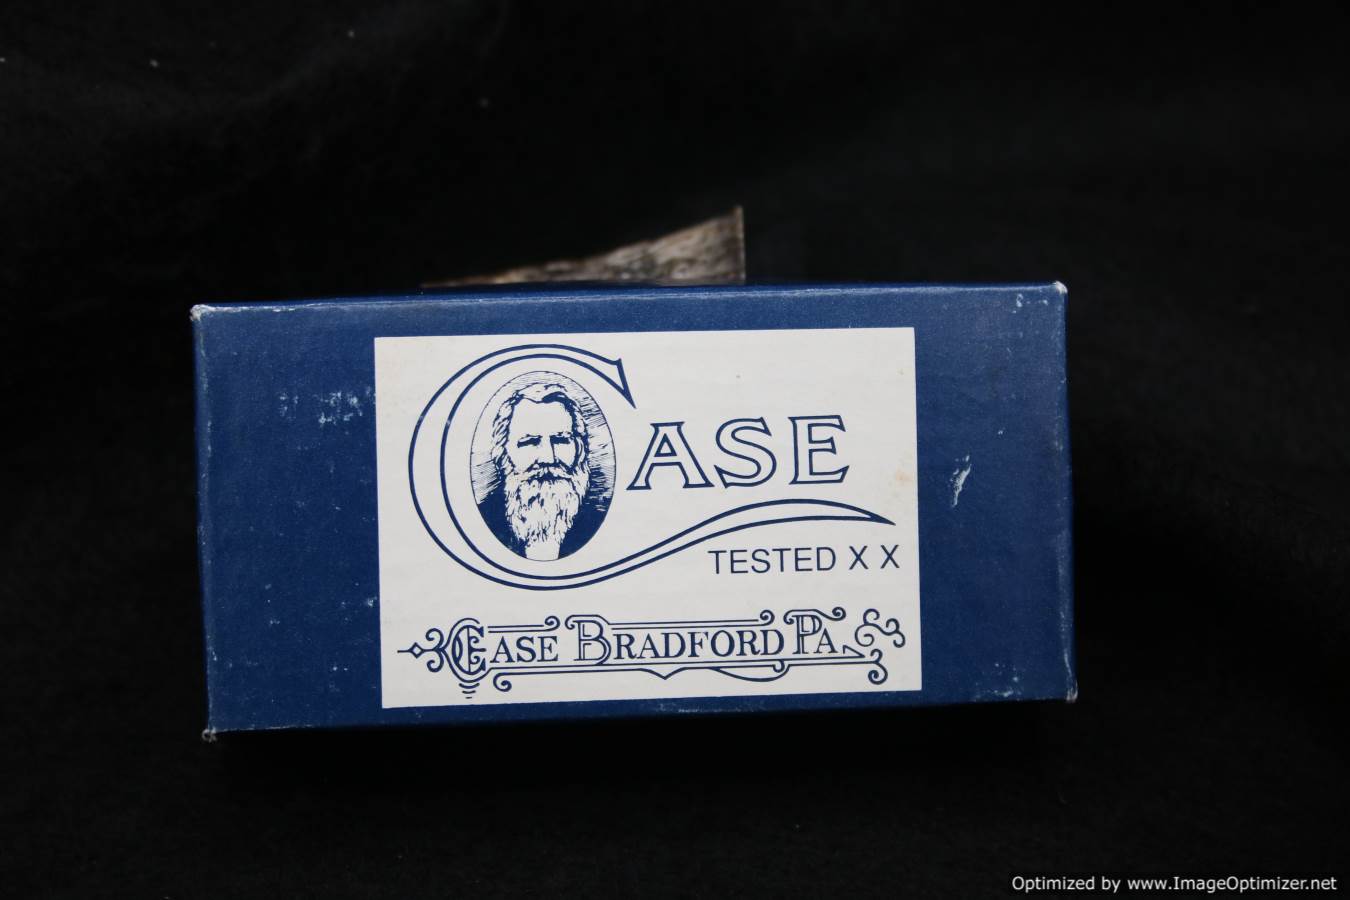 CASE
TESTED X X
CASE BRADFORD PA.
Optimized by www.ImageOptimizer.net